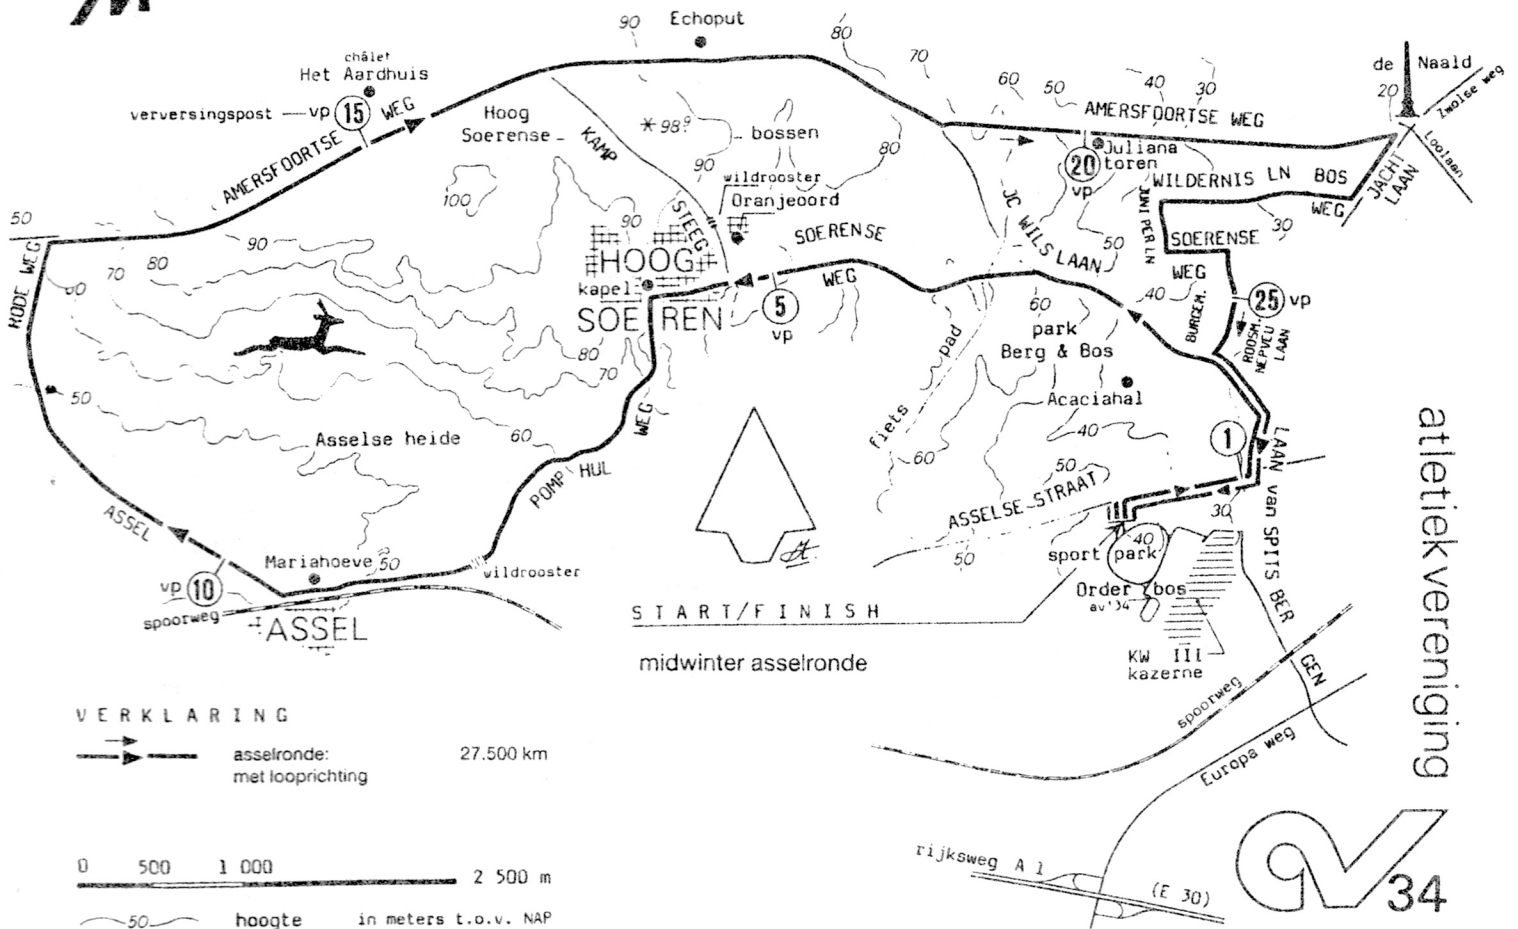 90
Echoput
80
70
60
50
40
30
20
de Naald
Zwolse weg
Loolaan
châlet
Het Aardhuis
verversingspost vp 15
AMERSFOORTSE WEG
Hoog
Soerense -
bossen
98⁹
KAMP
STEEG
90
wildrooster
Oranjeoord
80
AMERSFOORTSE WEG
Juliana
toren
20
vp
WILDERNIS LN BOS
WEG
JACHT
LAAN
30
JUNIPER LN
JC WILSLAAN
50
SOERENSE
WEG
40
BURGEM.
ROOSM.
NEPVEU
LAAN
25 vp
50
RODE WEG
60
70
80
90
100
90
HOOG
kapel
SOEREN
5
vp
SOERENSE
WEG
60
park
Berg & Bos
Acaciahal
fiets pad
60
40
50
1
LAAN van SPITSBER
GEN
80
70
WEG
50
Asselse heide
60
POMP HUL
ASSEL
Mariahoeve
50
wildrooster
vp 10
spoorweg
ASSEL
ASSELSE STRAAT
50
30
40
sport park
Order bos
av'34
KW III
kazerne
START/FINISH
midwinter asselronde
spoorweg
Europa weg
rijksweg A 1
(E 30)
VERKLARING
asselronde: 27.500 km
met looprichting
0 500 1 000 2 500 m
50 hoogte in meters t.o.v. NAP
atletiekvereniging
av 34